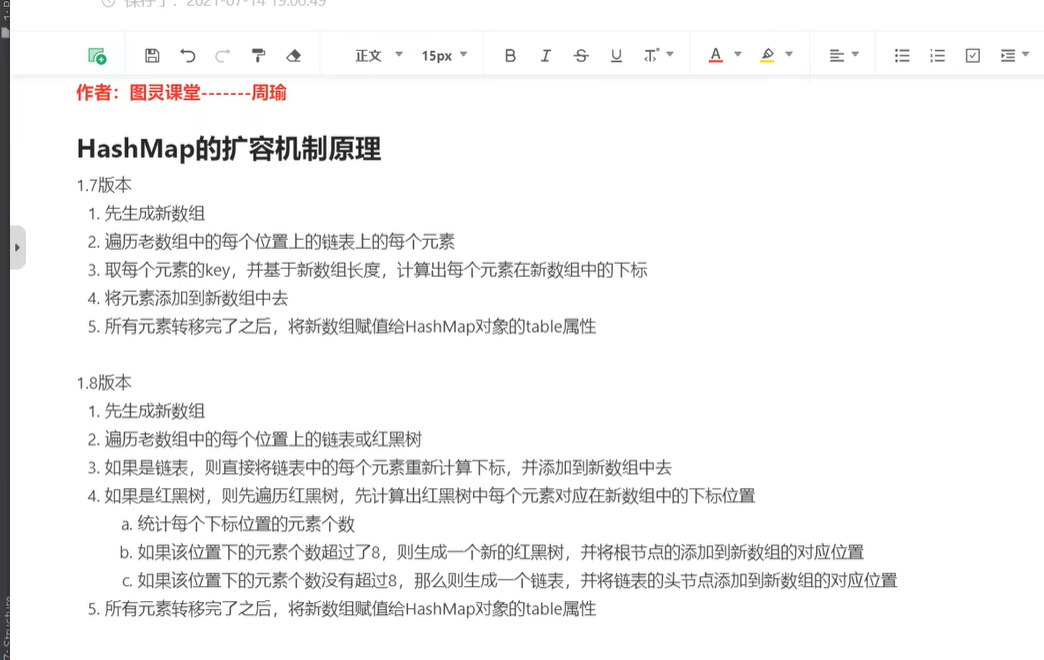 正文 15px B I S U T A
作者：图灵课堂-------周瑜
HashMap的扩容机制原理
1.7版本
1. 先生成新数组
2. 遍历老数组中的每个位置上的链表上的每个元素
3. 取每个元素的key，并基于新数组长度，计算出每个元素在新数组中的下标
4. 将元素添加到新数组中去
5. 所有元素转移完了之后，将新数组赋值给HashMap对象的table属性
1.8版本
1. 先生成新数组
2. 遍历老数组中的每个位置上的链表或红黑树
3. 如果是链表，则直接将链表中的每个元素重新计算下标，并添加到新数组中去
4. 如果是红黑树，则先遍历红黑树，先计算出红黑树中每个元素对应在新数组中的下标位置
a. 统计每个下标位置的元素个数
b. 如果该位置下的元素个数超过了8，则生成一个新的红黑树，并将根节点的添加到新数组的对应位置
c. 如果该位置下的元素个数没有超过8，那么则生成一个链表，并将链表的头节点添加到新数组的对应位置
5. 所有元素转移完了之后，将新数组赋值给HashMap对象的table属性